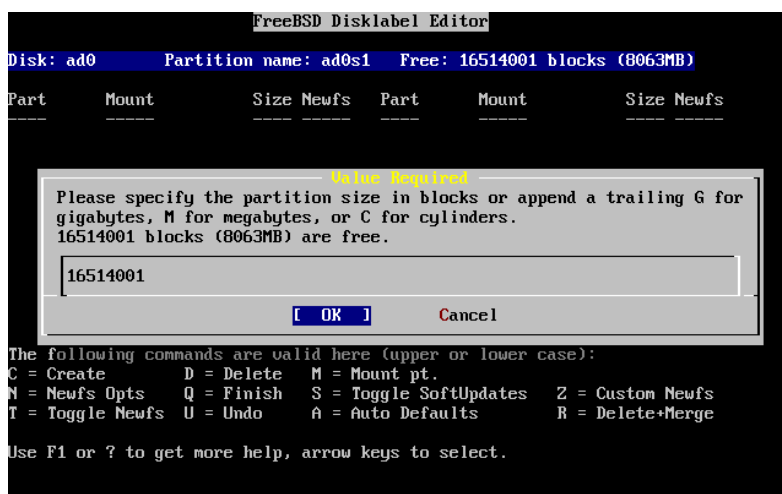 FreeBSD Disklabel Editor
Disk: ad0 Partition name: ad0s1 Free: 16514001 blocks (8063MB)
Part Mount Size Newfs Part Mount Size Newfs
---- ----- ---- ----- ---- ----- ---- -----
Value Required
Please specify the partition size in blocks or append a trailing G for
gigabytes, M for megabytes, or C for cylinders.
16514001 blocks (8063MB) are free.
16514001
[ OK ] Cancel
The following commands are valid here (upper or lower case):
C = Create D = Delete M = Mount pt.
N = Newfs Opts Q = Finish S = Toggle SoftUpdates Z = Custom Newfs
T = Toggle Newfs U = Undo A = Auto Defaults R = Delete+Merge
Use F1 or ? to get more help, arrow keys to select.